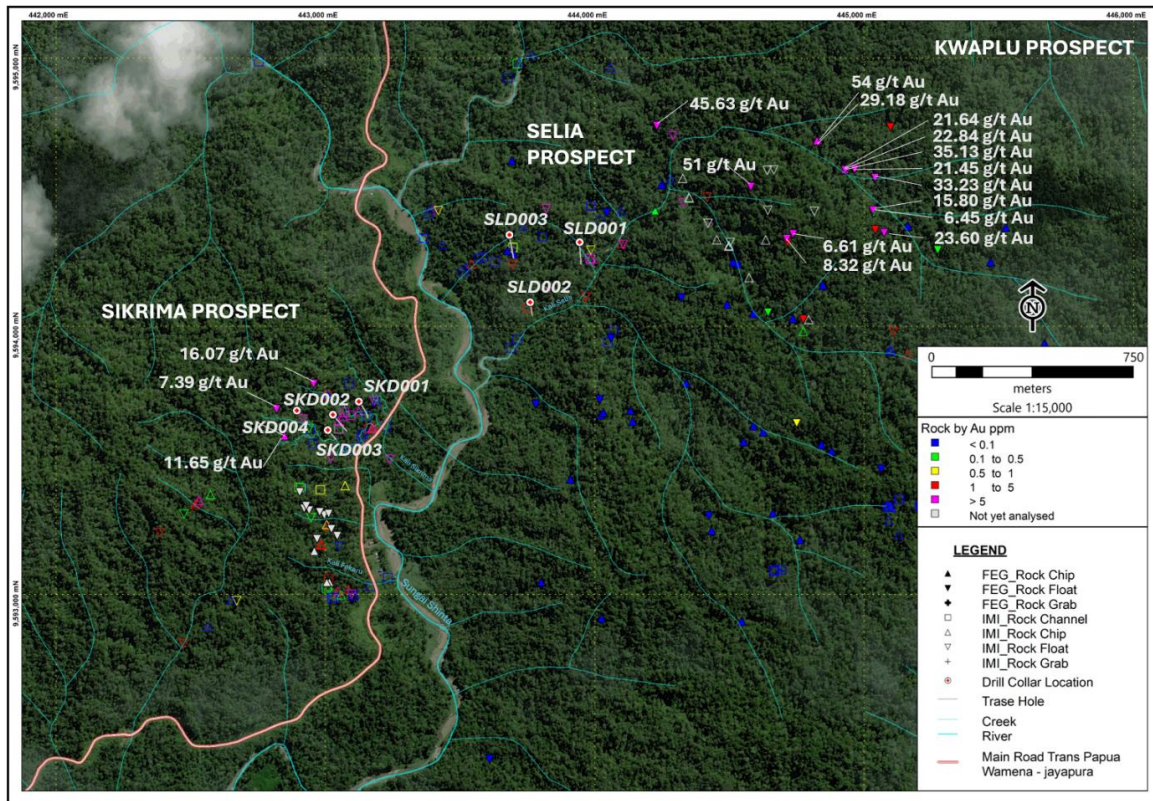 442,000 mE
443,000 mE
444,000 mE
445,000 mE
446,000 mE
9,595,000 mN
9,594,000 mN
9,593,000 mN
KWAPLU PROSPECT
54 g/t Au
29.18 g/t Au
45.63 g/t Au
21.64 g/t Au
22.84 g/t Au
35.13 g/t Au
21.45 g/t Au
33.23 g/t Au
15.80 g/t Au
6.45 g/t Au
23.60 g/t Au
SELIA
PROSPECT
51 g/t Au
6.61 g/t Au
8.32 g/t Au
SLD003
SLD001
SLD002
Kali Selia
SIKRIMA PROSPECT
16.07 g/t Au
7.39 g/t Au
SKD001
SKD002
SKD004
SKD003
11.65 g/t Au
Sungai Shinta
N
0
750
meters
Scale 1:15,000
Rock by Au ppm
< 0.1
0.1 to 0.5
0.5 to 1
1 to 5
> 5
Not yet analysed
LEGEND
FEG_Rock Chip
FEG_Rock Float
FEG_Rock Grab
IMI_Rock Channel
IMI_Rock Chip
IMI_Rock Float
IMI_Rock Grab
Drill Collar Location
Trase Hole
Creek
River
Main Road Trans Papua
Wamena - jayapura